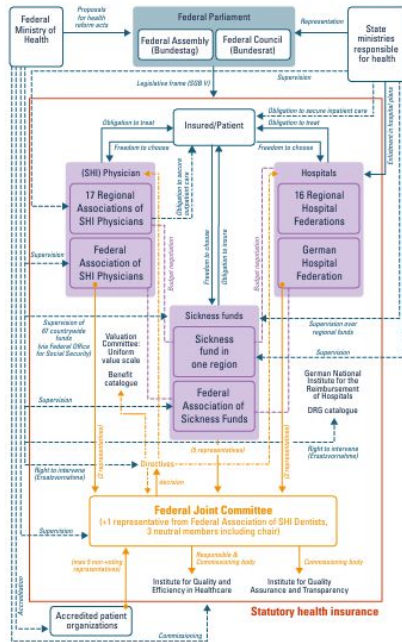 Federal
Ministry of
Health
Proposals
for health
reform acts
Federal Parliament
Federal Assembly
(Bundestag)
Federal Council
(Bundesrat)
Representation
State
ministries
responsible
for health
Legislative frame (SGB V)
Supervision
Obligation to secure inpatient care
Enlistment in hospital plans
Insured/Patient
Obligation to treat
Obligation to treat
Freedom to choose
Freedom to choose
(SHI) Physician
17 Regional
Associations of
SHI Physicians
Federal
Association of
SHI Physicians
Obligation to secure
outpatient care
Hospitals
16 Regional
Hospital
Federations
German
Hospital
Federation
Budget negotiation
Freedom to choose
Obligation to insure
Budget negotiation
Supervision
Supervision of
67 countrywide
funds
(via Federal Office
for Social Security)
Valuation
Committee:
Uniform
value scale
Benefit
catalogue
Sickness funds
Sickness
fund in
one region
Federal
Association of
Sickness Funds
Supervision over
regional funds
Supervision
German National
Institute for the
Reimbursement
of Hospitals
DRG catalogue
Supervision
Right to intervene
(Ersatzvornahme)
(2 representatives)
Directives
decision
(5 representatives)
(2 representatives)
Right to intervene
(Ersatzvornahme)
Federal Joint Committee
(+1 representative from Federal Association of SHI Dentists,
3 neutral members including chair)
Supervision
(max 5 non-voting
representatives)
Responsible &
Commissioning body
Commissioning body
Institute for Quality and
Efficiency in Healthcare
Institute for Quality
Assurance and Transparency
Accreditation
Accredited patient
organizations
Commissioning
Statutory health insurance